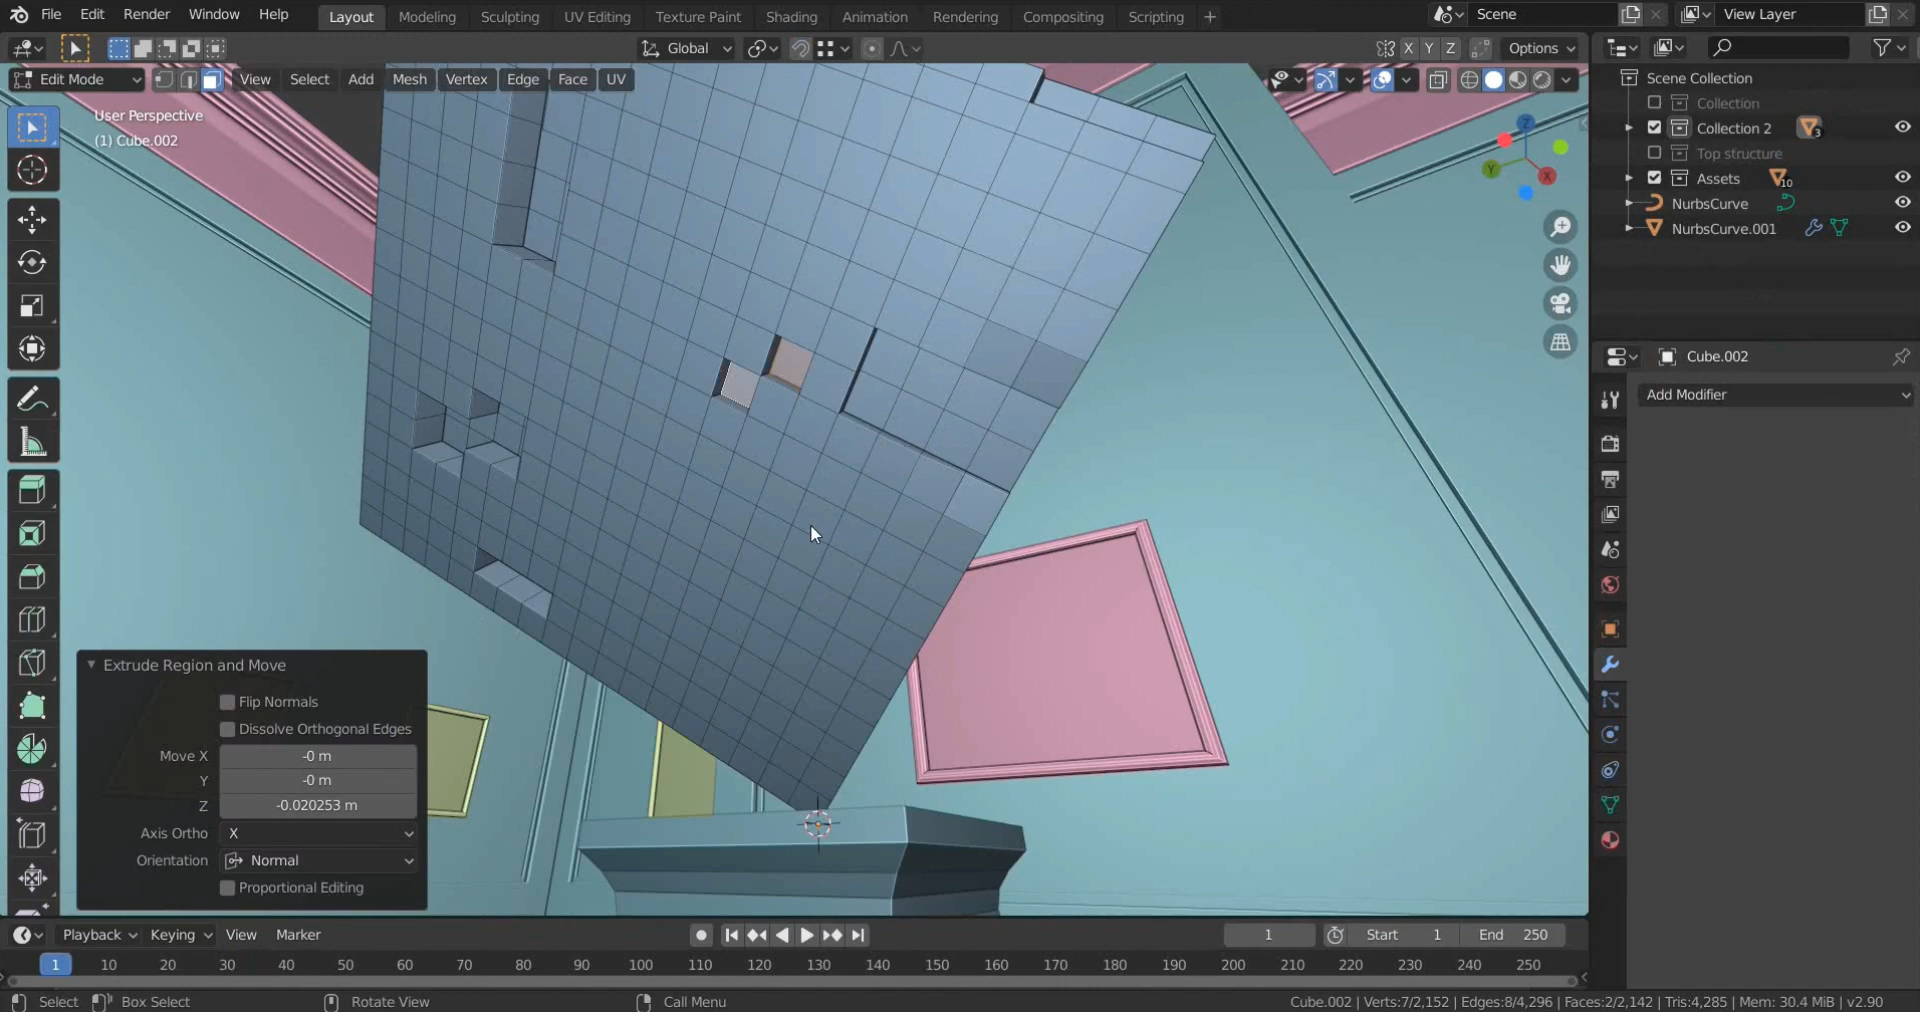 File Edit Render Window Help Layout Modeling Sculpting UV Editing Texture Paint Shading Animation Rendering Compositing Scripting + Scene View Layer
Global X Y Z Options
Edit Mode View Select Add Mesh Vertex Edge Face UV
User Perspective
(1) Cube.002
Z
Y
X
Scene Collection
Collection
Collection 2 3
Top structure
Assets 10
NurbsCurve
NurbsCurve.001
Cube.002
Add Modifier
Extrude Region and Move
Flip Normals
Dissolve Orthogonal Edges
Move X -0 m
Y -0 m
Z -0.020253 m
Axis Ortho X
Orientation Normal
Proportional Editing
Playback Keying View Marker 1 Start 1 End 250
1 10 20 30 40 50 60 70 80 90 100 110 120 130 140 150 160 170 180 190 200 210 220 230 240 250
Select Box Select Rotate View Call Menu Cube.002 | Verts:7/2,152 | Edges:8/4,296 | Faces:2/2,142 | Tris:4,285 | Mem: 30.4 MiB | v2.90